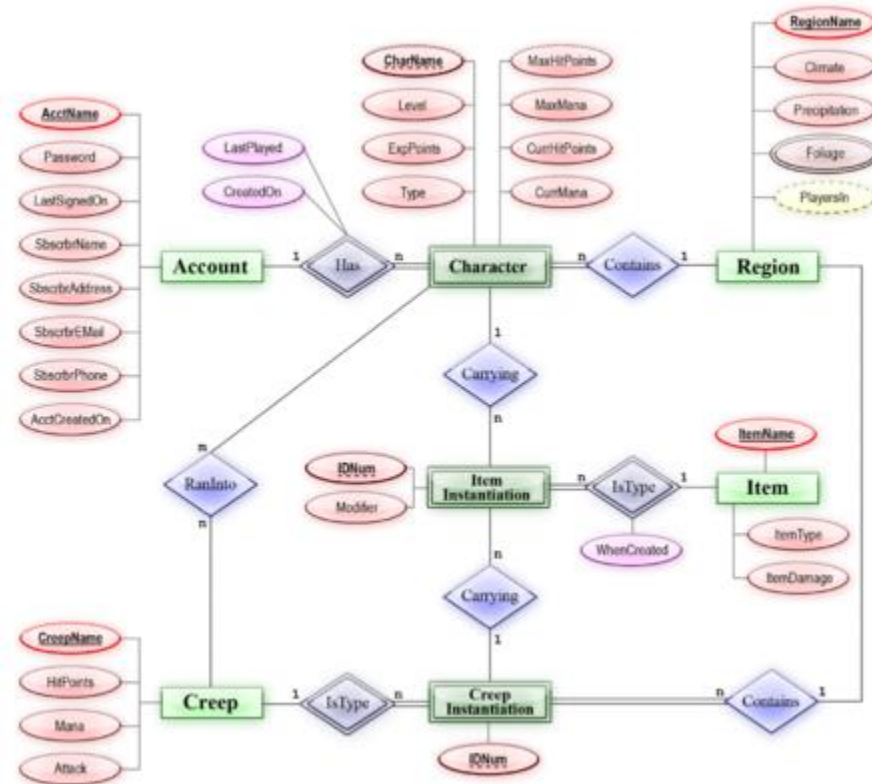 RegionName
CharName
MaxHitPoints
Climate
Level
MaxMana
AcctName
Precipitation
ExpPoints
CurrHitPoints
Password
LastPlayed
Foliage
Type
CurrMana
LastSignedOn
CreatedOn
PlayersIn
SbscrbrName
Account
1
Has
n
Character
n
Contains
1
Region
SbscrbrAddress
SbscrbrEMail
1
SbscrbrPhone
Carrying
AcctCreatedOn
n
ItemName
n
IDNum
RanInto
Item
Instantiation
n
IsType
1
Item
Modifier
n
n
WhenCreated
ItemType
ItemDamage
Carrying
CreepName
1
HitPoints
Creep
1
IsType
n
Creep
Instantiation
n
Contains
1
Mana
IDNum
Attack